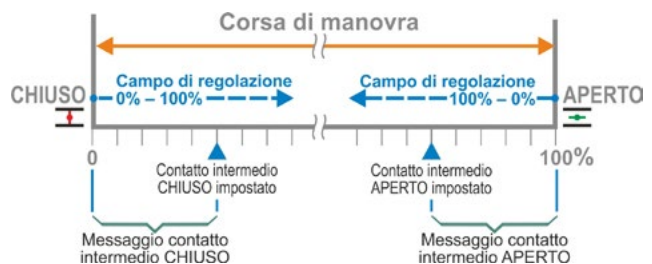 Corsa di manovra
Campo di regolazione
0% – 100%
Campo di regolazione
100% – 0%
CHIUSO
APERTO
0
100%
Contatto intermedio
CHIUSO impostato
Contatto intermedio
APERTO impostato
Messaggio contatto
intermedio CHIUSO
Messaggio contatto
intermedio APERTO